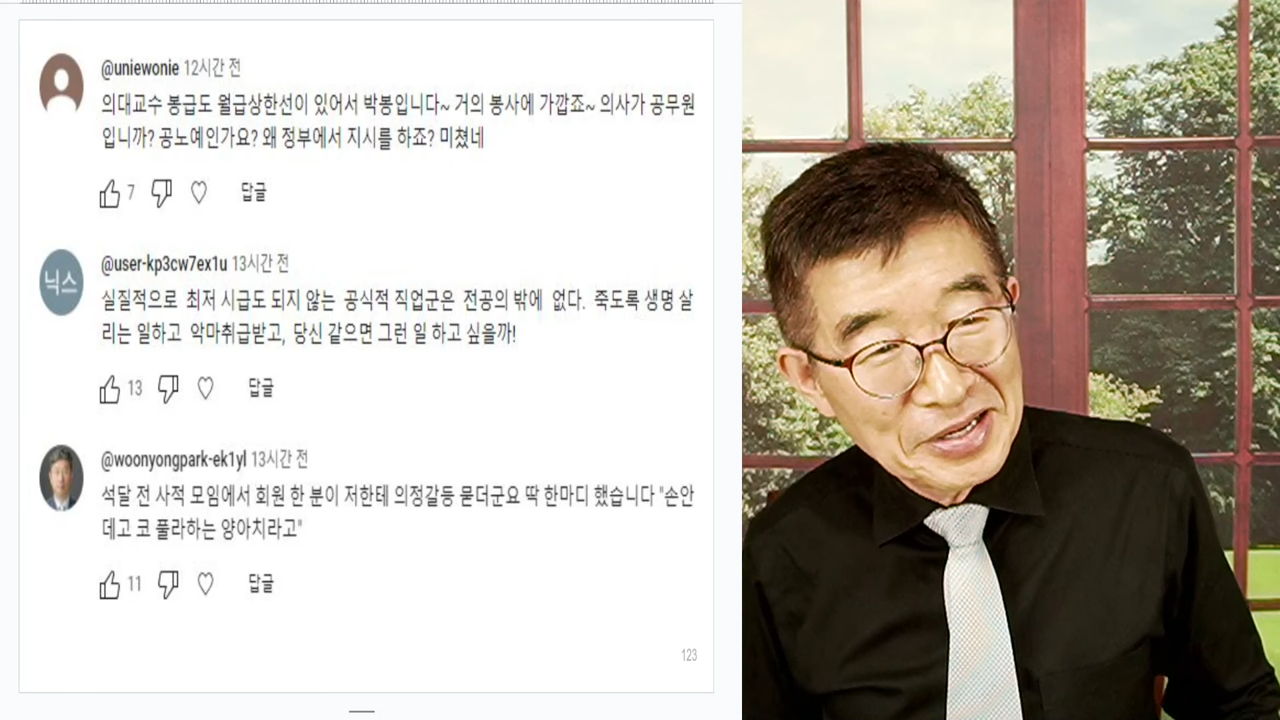 @uniewonie 12시간 전
의대교수 봉급도 월급상한선이 있어서 박봉입니다~ 거의 봉사에 가깝죠~ 의사가 공무원
입니까? 공노예인가요? 왜 정부에서 지시를 하죠? 미쳤네
7 답글
닉스
@user-kp3cw7ex1u 13시간 전
실질적으로 최저 시급도 되지 않는 공식적 직업군은 전공의 밖에 없다. 죽도록 생명 살
리는 일하고 악마취급받고, 당신 같으면 그런 일 하고 싶을까!
13 답글
@woonyongpark-ek1yl 13시간 전
석달 전 사적 모임에서 회원 한 분이 저한테 의정갈등 묻더군요 딱 한마디 했습니다 "손안
데고 코 풀라하는 양아치라고"
11 답글
123